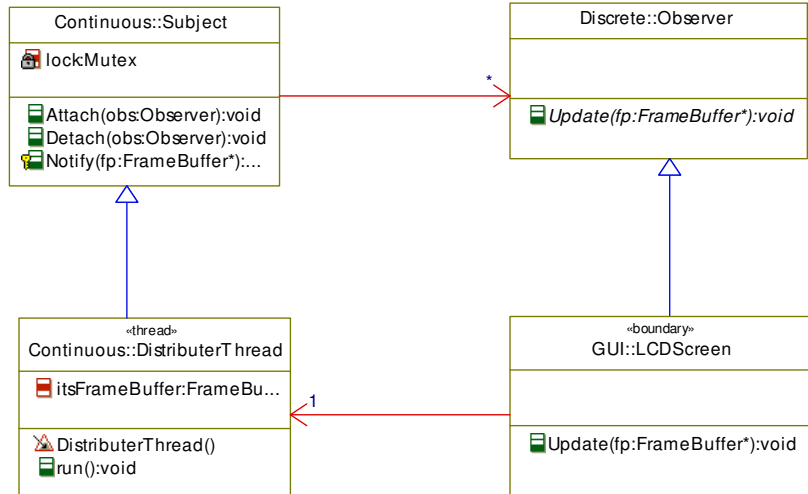 Continuous::Subject
lock:Mutex
Attach(obs:Observer):void
Detach(obs:Observer):void
Notify(fp:FrameBuffer*):...
*
Discrete::Observer
Update(fp:FrameBuffer*):void
«thread»
Continuous::DistributerThread
itsFrameBuffer:FrameBu...
DistributerThread()
run():void
1
«boundary»
GUI::LCDScreen
Update(fp:FrameBuffer*):void